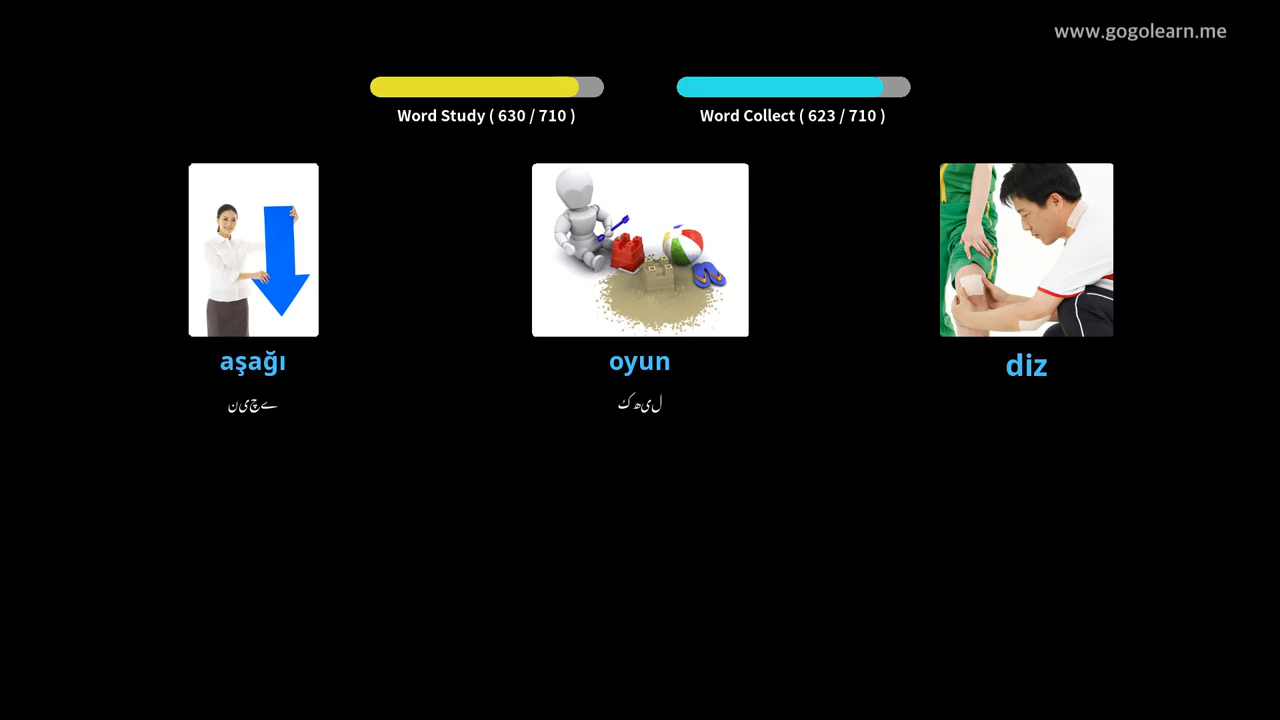 www.gogolearn.me
Word Study ( 630 / 710 )
Word Collect ( 623 / 710 )
aşağı
oyun
diz
نیچے
کھیل